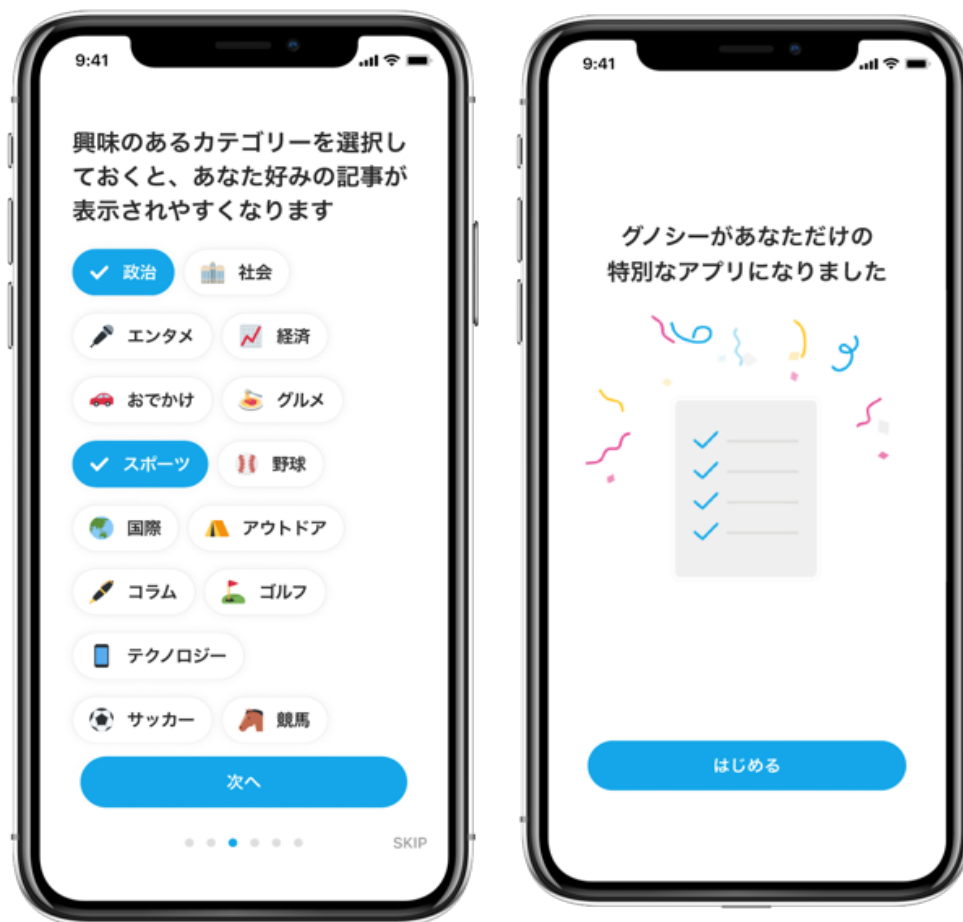 9:41
興味のあるカテゴリーを選択し
ておくと、あなた好みの記事が
表示されやすくなります
政治
社会
エンタメ
経済
おでかけ
グルメ
スポーツ
野球
国際
アウトドア
コラム
ゴルフ
テクノロジー
サッカー
競馬
次へ
SKIP
9:41
グノシーがあなただけの
特別なアプリになりました
はじめる